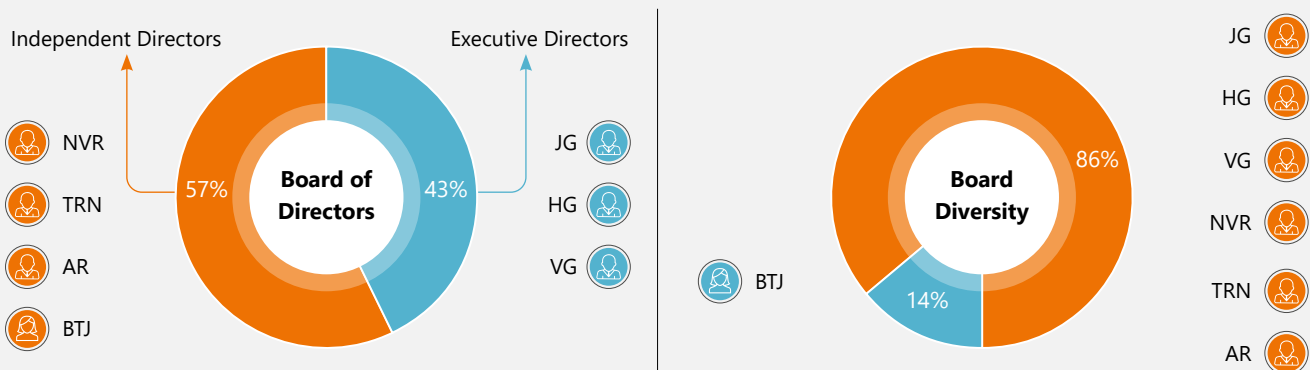 Independent Directors
Executive Directors
NVR
TRN
AR
BTJ
57%
Board of
Directors
43%
JG
HG
VG
BTJ
Board
Diversity
86%
14%
JG
HG
VG
NVR
TRN
AR